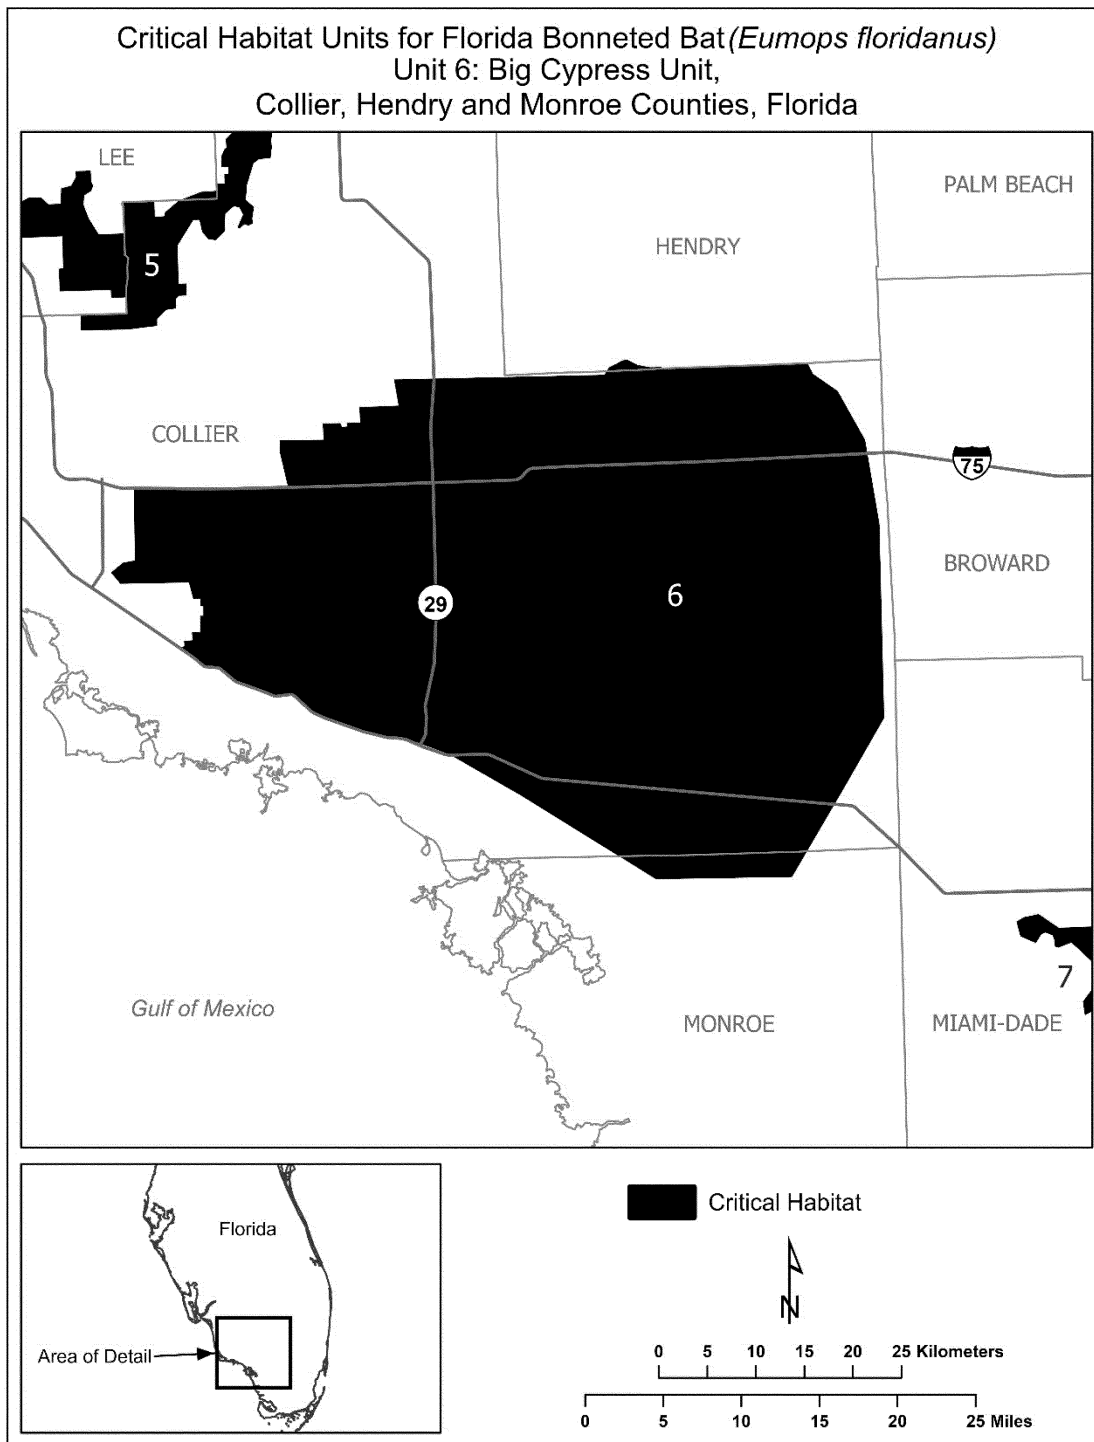 Critical Habitat Units for Florida Bonneted Bat (Eumops floridanus)
Unit 6: Big Cypress Unit,
Collier, Hendry and Monroe Counties, Florida
LEE
PALM BEACH
HENDRY
5
COLLIER
75
BROWARD
6
29
7
Gulf of Mexico
MONROE
MIAMI-DADE
Florida
Area of Detail
Critical Habitat
N
0 5 10 15 20 25 Kilometers
0 5 10 15 20 25 Miles